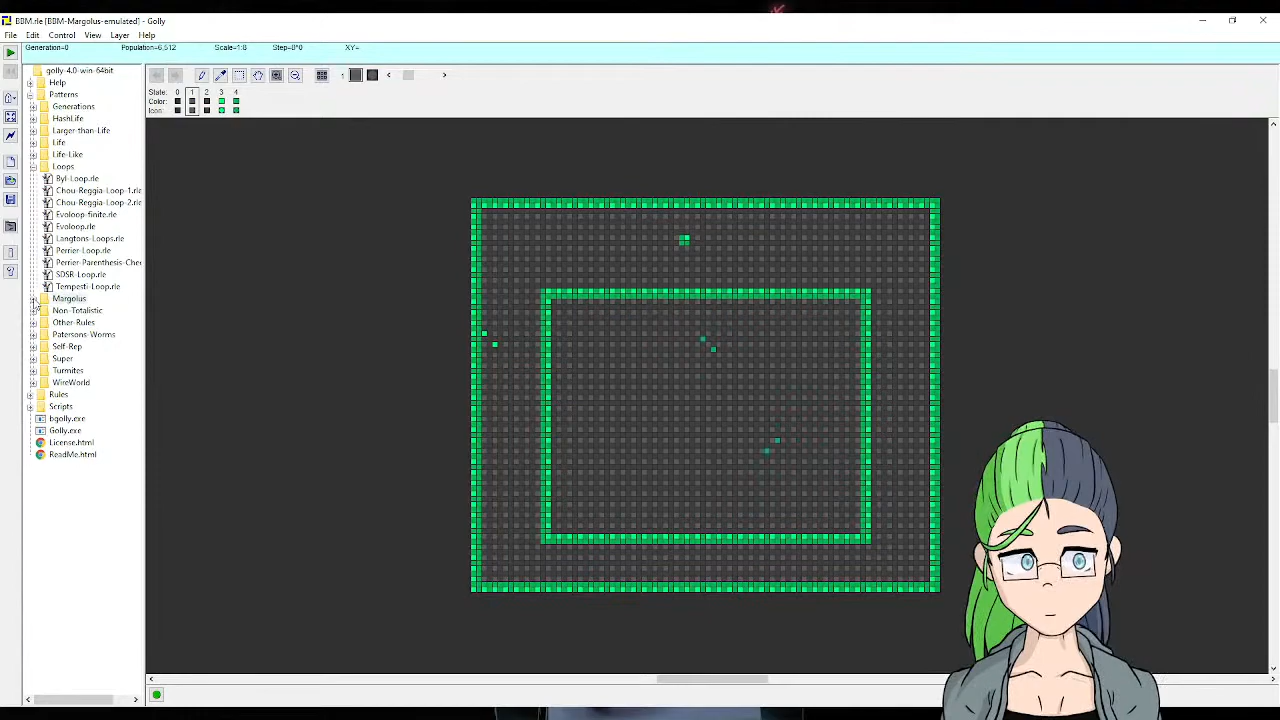 BBM.rle [BBM-Margolus-emulated] - Golly
File Edit Control View Layer Help
Generation=0 Population=6,512 Scale=1:8 Step=8^0 XY=
State: 0 1 2 3 4
Color:
Icon:
golly-4.0-win-64bit
Help
Patterns
Generations
HashLife
Larger-than-Life
Life
Life-Like
Loops
Byl-Loop.rle
Chou-Reggia-Loop-1.rle
Chou-Reggia-Loop-2.rle
Evoloop-finite.rle
Evoloop.rle
Langtons-Loops.rle
Perrier-Loop.rle
Perrier-Parenthesis-Che
SDSR-Loop.rle
Tempesti-Loop.rle
Margolus
Non-Totalistic
Other-Rules
Patersons-Worms
Self-Rep
Super
Turmites
WireWorld
Rules
Scripts
bgolly.exe
Golly.exe
License.html
ReadMe.html